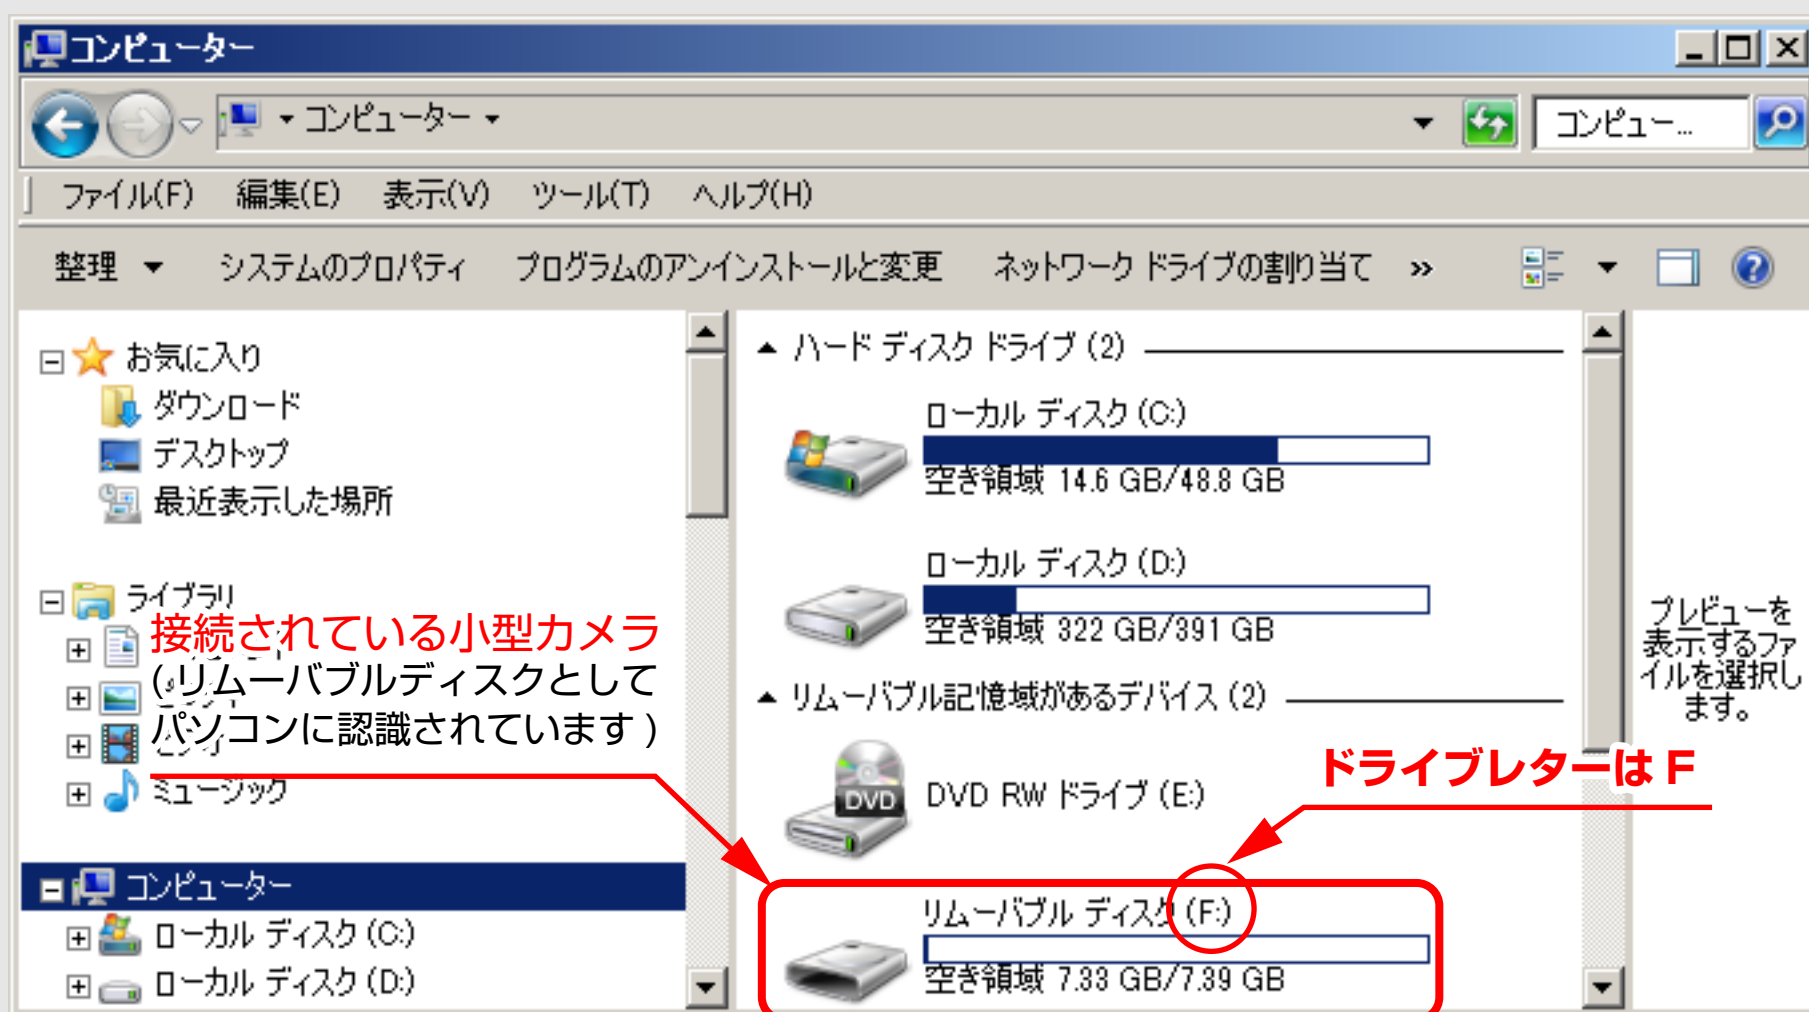 コンピューター
コンピューター
コンピュー...
ファイル(F) 編集(E) 表示(V) ツール(T) ヘルプ(H)
整理 システムのプロパティ プログラムのアンインストールと変更 ネットワーク ドライブの割り当て »
お気に入り
ダウンロード
デスクトップ
最近表示した場所
ライブラリ
接続されている小型カメラ
(リムーバブルディスクとして
パソコンに認識されています)
ミュージック
コンピューター
ローカル ディスク (C:)
ローカル ディスク (D:)
ハード ディスク ドライブ (2)
ローカル ディスク (C:)
空き領域 14.6 GB/48.8 GB
ローカル ディスク (D:)
空き領域 322 GB/391 GB
リムーバブル記憶域があるデバイス (2)
ドライブレターは F
DVD
DVD RW ドライブ (E:)
リムーバブル ディスク (F:)
空き領域 7.33 GB/7.39 GB
プレビューを
表示するファ
イルを選択し
ます。